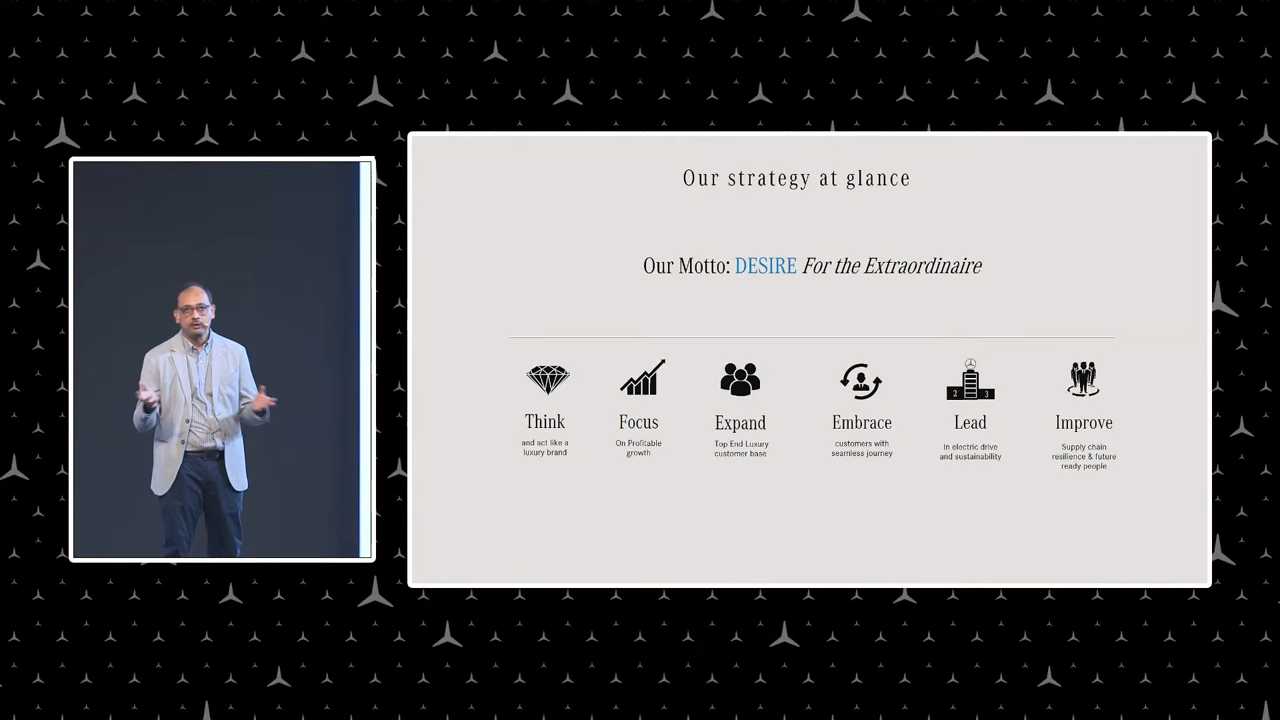 Our strategy at glance
Our Motto: DESIRE For the Extraordinaire
Think
and act like a
luxury brand
Focus
On Profitable
growth
Expand
Top End Luxury
customer base
Embrace
customers with
seamless journey
2 3
Lead
In electric drive
and sustainability
Improve
Supply chain
resilience & future
ready people